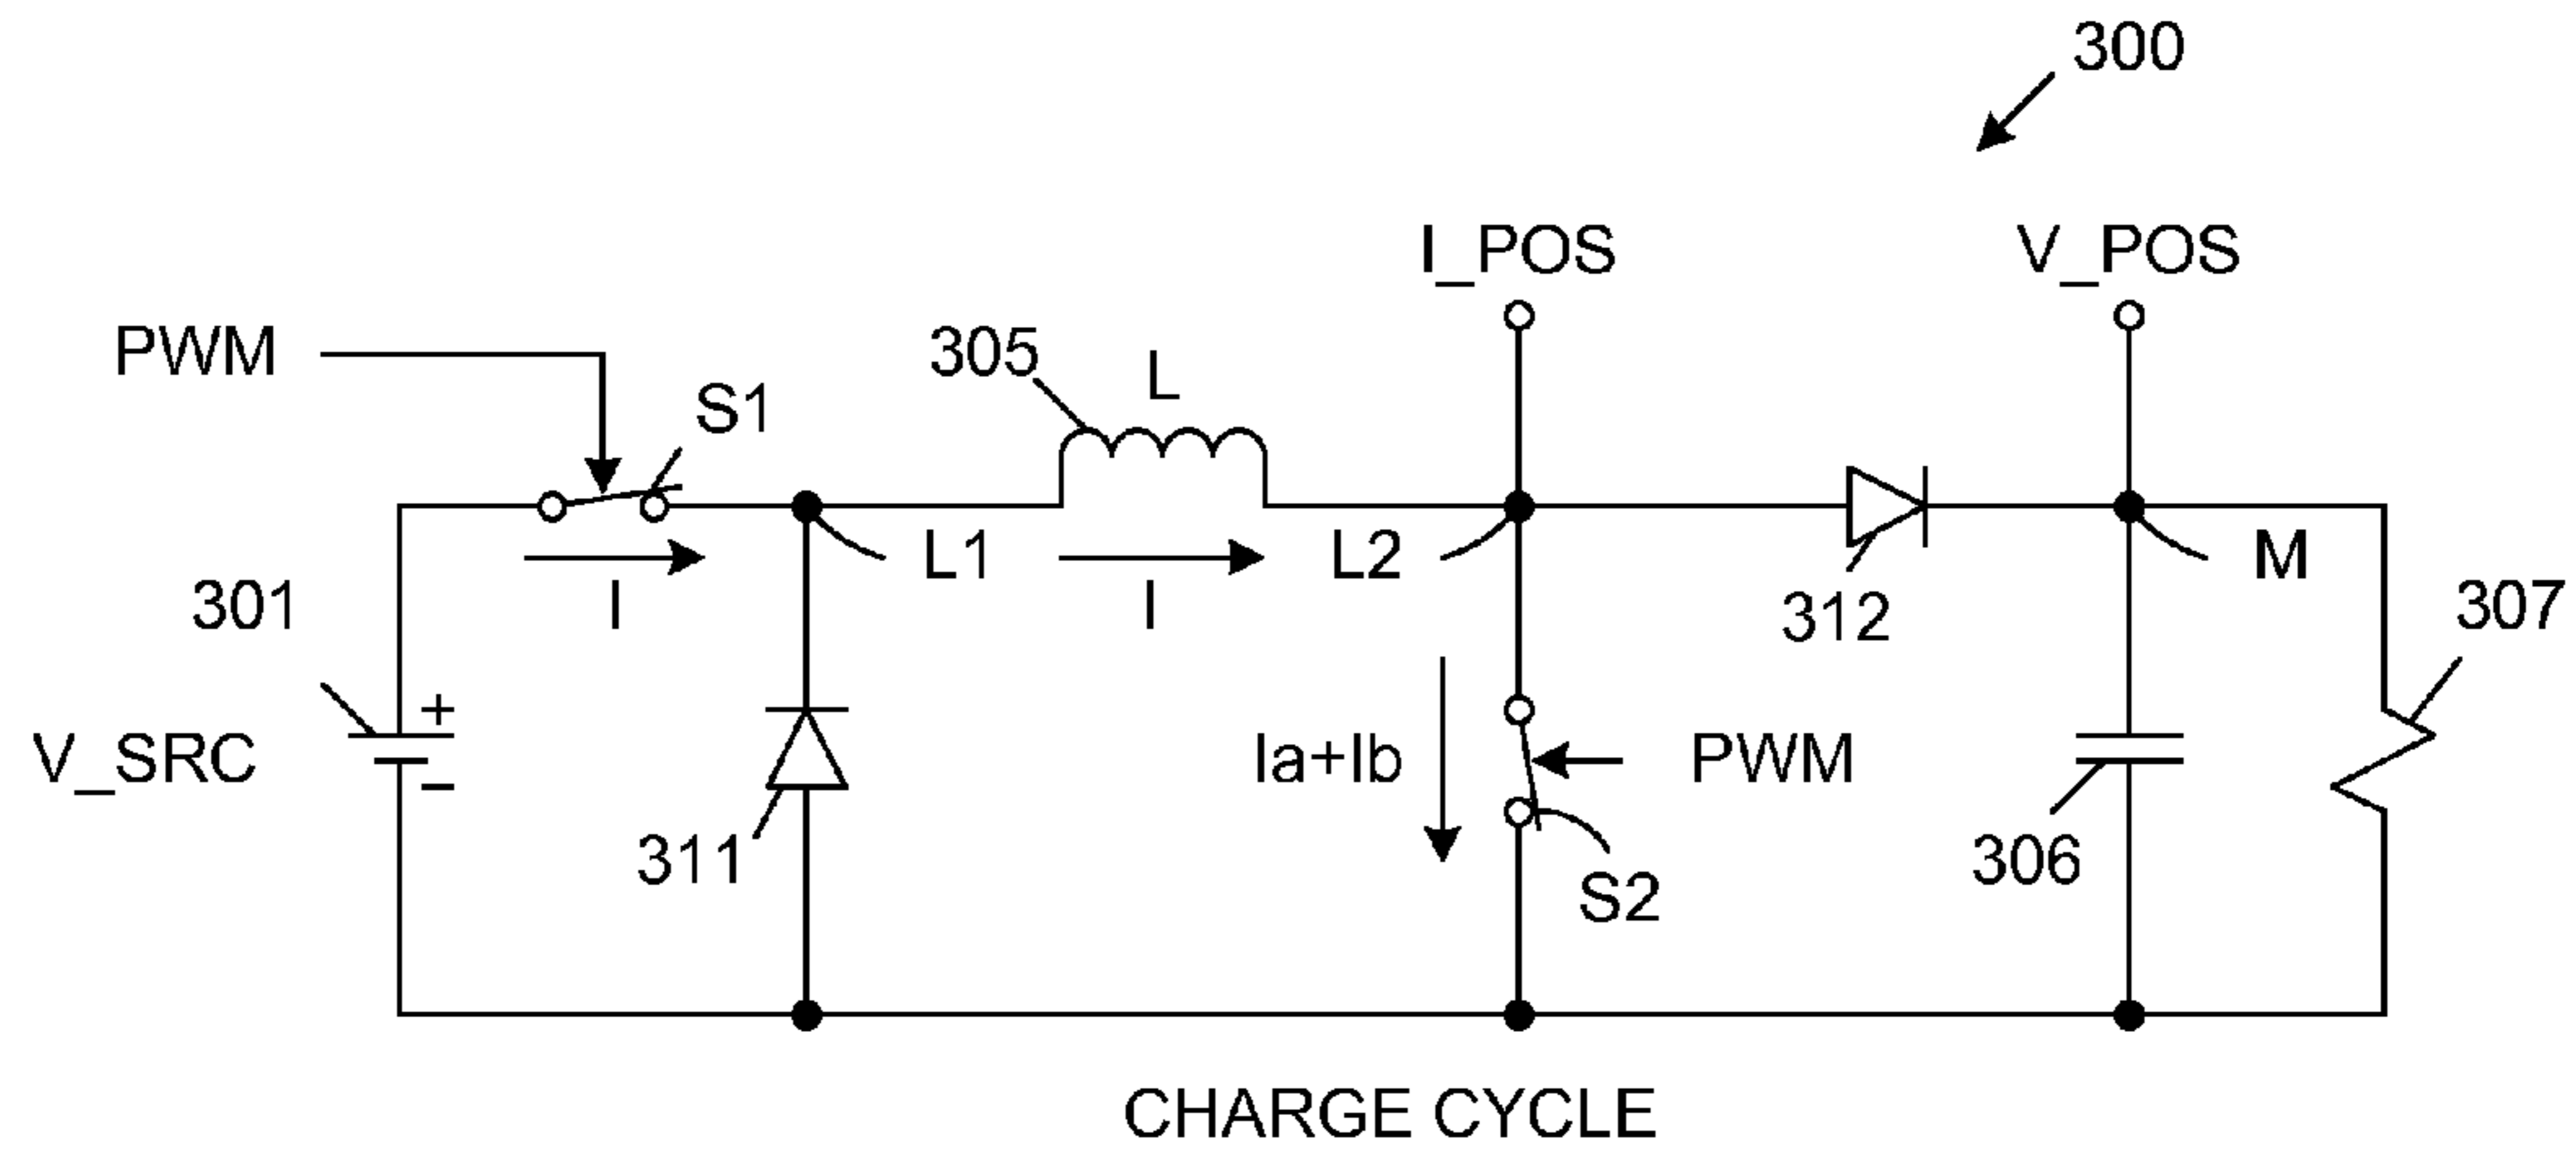 300
I_POS
V_POS
PWM
305
L
S1
L1
L2
M
I
I
301
312
307
V_SRC
+
−
Ia+Ib
PWM
311
S2
306
CHARGE CYCLE